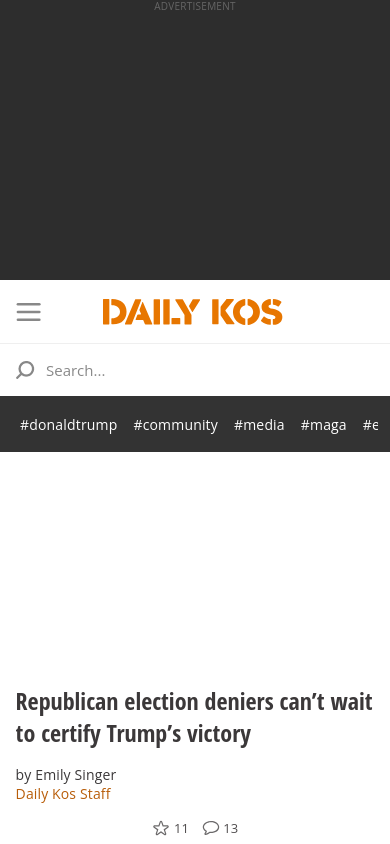 ADVERTISEMENT
DAILY KOS
Search...
#donaldtrump #community #media #maga #e
Republican election deniers can’t wait
to certify Trump’s victory
by Emily Singer
Daily Kos Staff
11 13